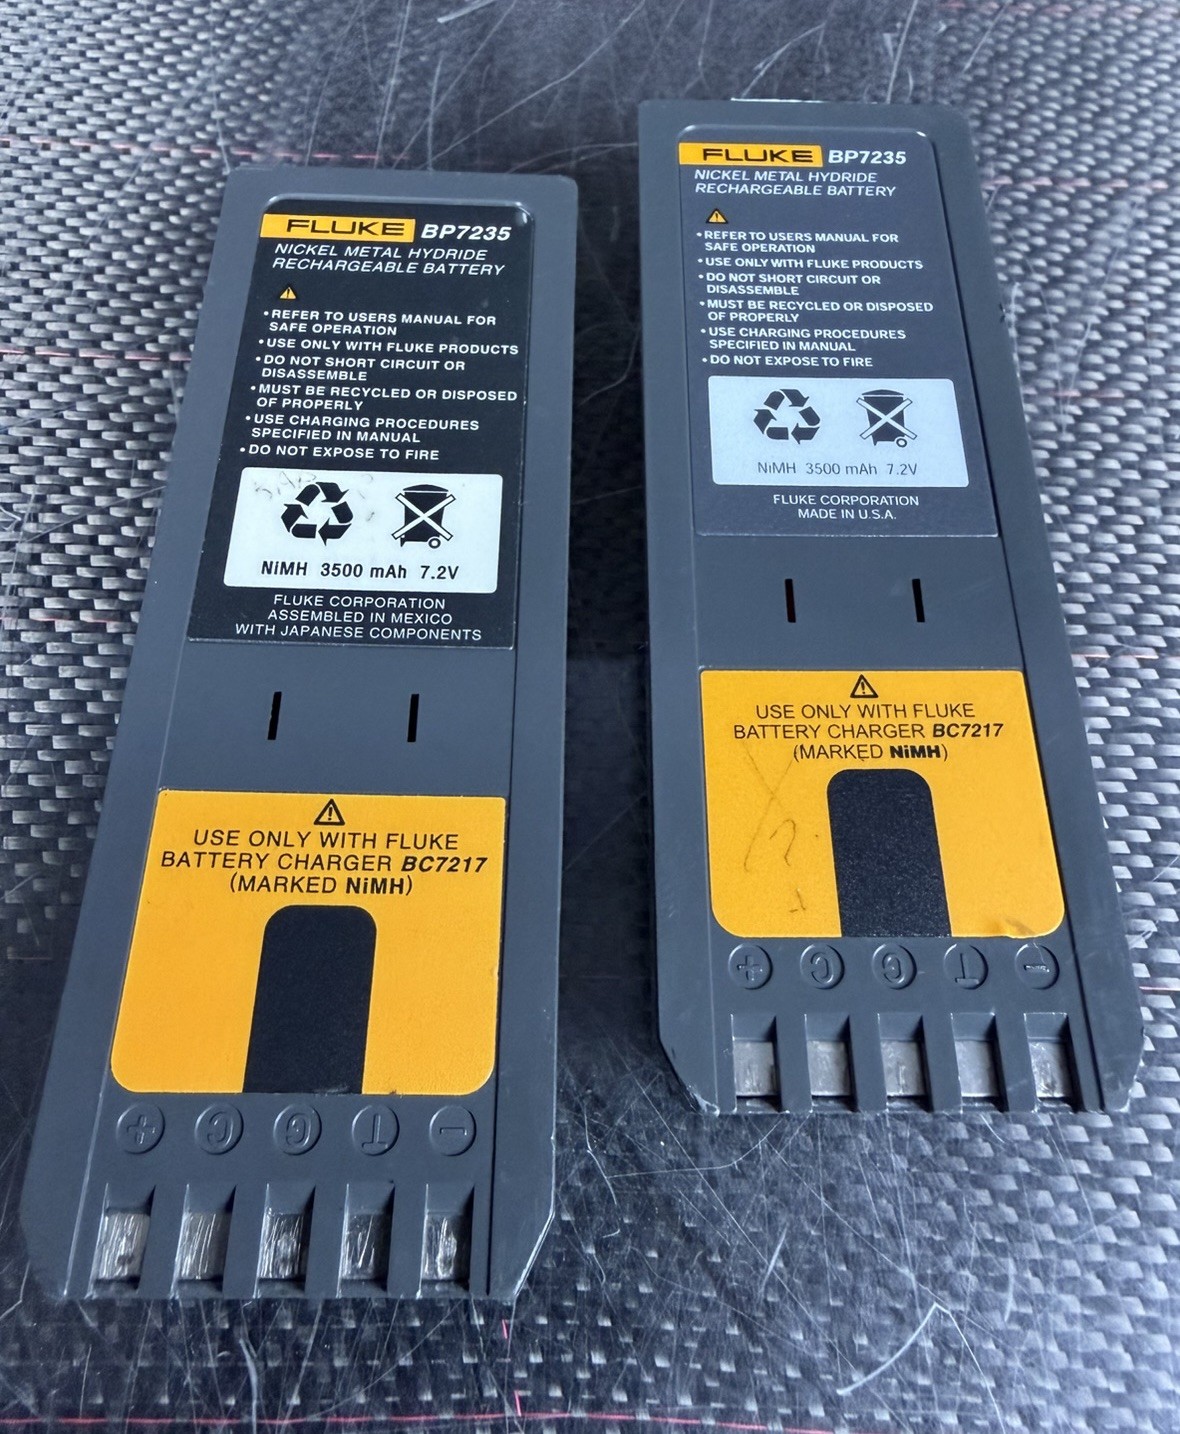 FLUKE BP7235
NICKEL METAL HYDRIDE
RECHARGEABLE BATTERY
• REFER TO USERS MANUAL FOR
SAFE OPERATION
• USE ONLY WITH FLUKE PRODUCTS
• DO NOT SHORT CIRCUIT OR
DISASSEMBLE
• MUST BE RECYCLED OR DISPOSED
OF PROPERLY
• USE CHARGING PROCEDURES
SPECIFIED IN MANUAL
• DO NOT EXPOSE TO FIRE
NiMH 3500 mAh 7.2V
FLUKE CORPORATION
ASSEMBLED IN MEXICO
WITH JAPANESE COMPONENTS
USE ONLY WITH FLUKE
BATTERY CHARGER BC7217
(MARKED NiMH)
+ C C T −
FLUKE BP7235
NICKEL METAL HYDRIDE
RECHARGEABLE BATTERY
• REFER TO USERS MANUAL FOR
SAFE OPERATION
• USE ONLY WITH FLUKE PRODUCTS
• DO NOT SHORT CIRCUIT OR
DISASSEMBLE
• MUST BE RECYCLED OR DISPOSED
OF PROPERLY
• USE CHARGING PROCEDURES
SPECIFIED IN MANUAL
• DO NOT EXPOSE TO FIRE
NiMH 3500 mAh 7.2V
FLUKE CORPORATION
MADE IN U.S.A.
USE ONLY WITH FLUKE
BATTERY CHARGER BC7217
(MARKED NiMH)
+ C C T −